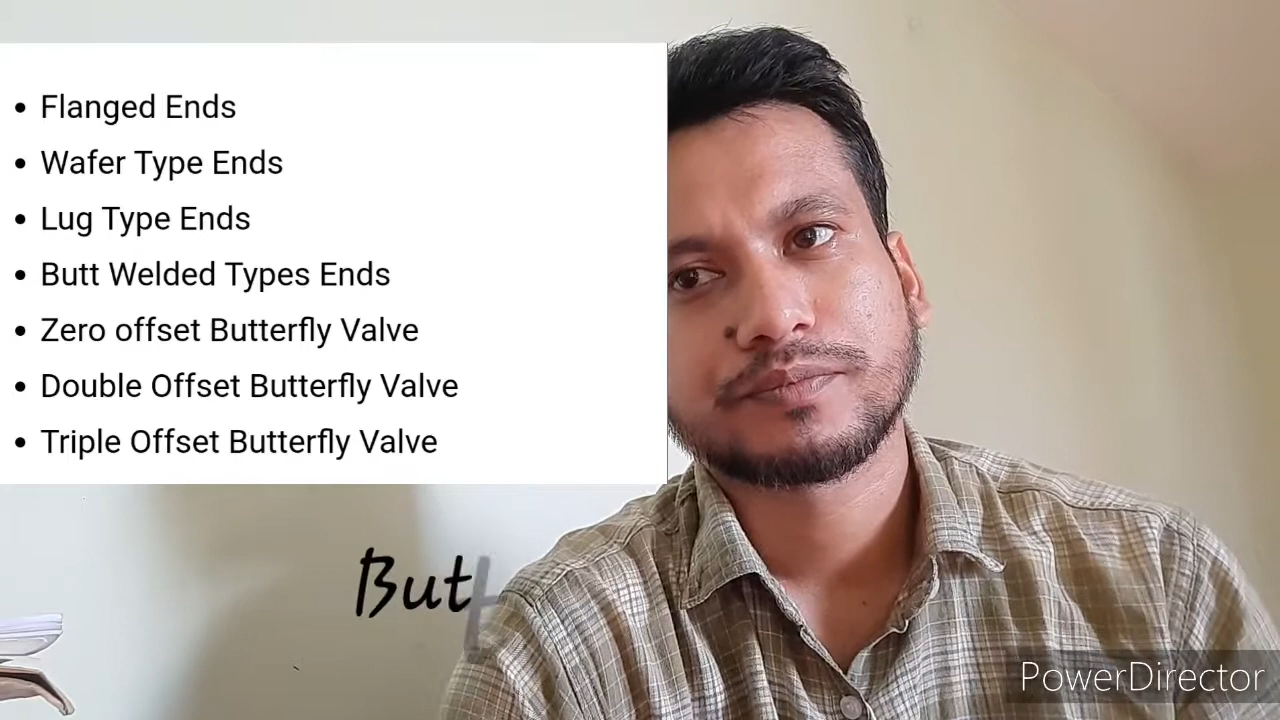 • Flanged Ends
• Wafer Type Ends
• Lug Type Ends
• Butt Welded Types Ends
• Zero offset Butterfly Valve
• Double Offset Butterfly Valve
• Triple Offset Butterfly Valve
Butt
PowerDirector